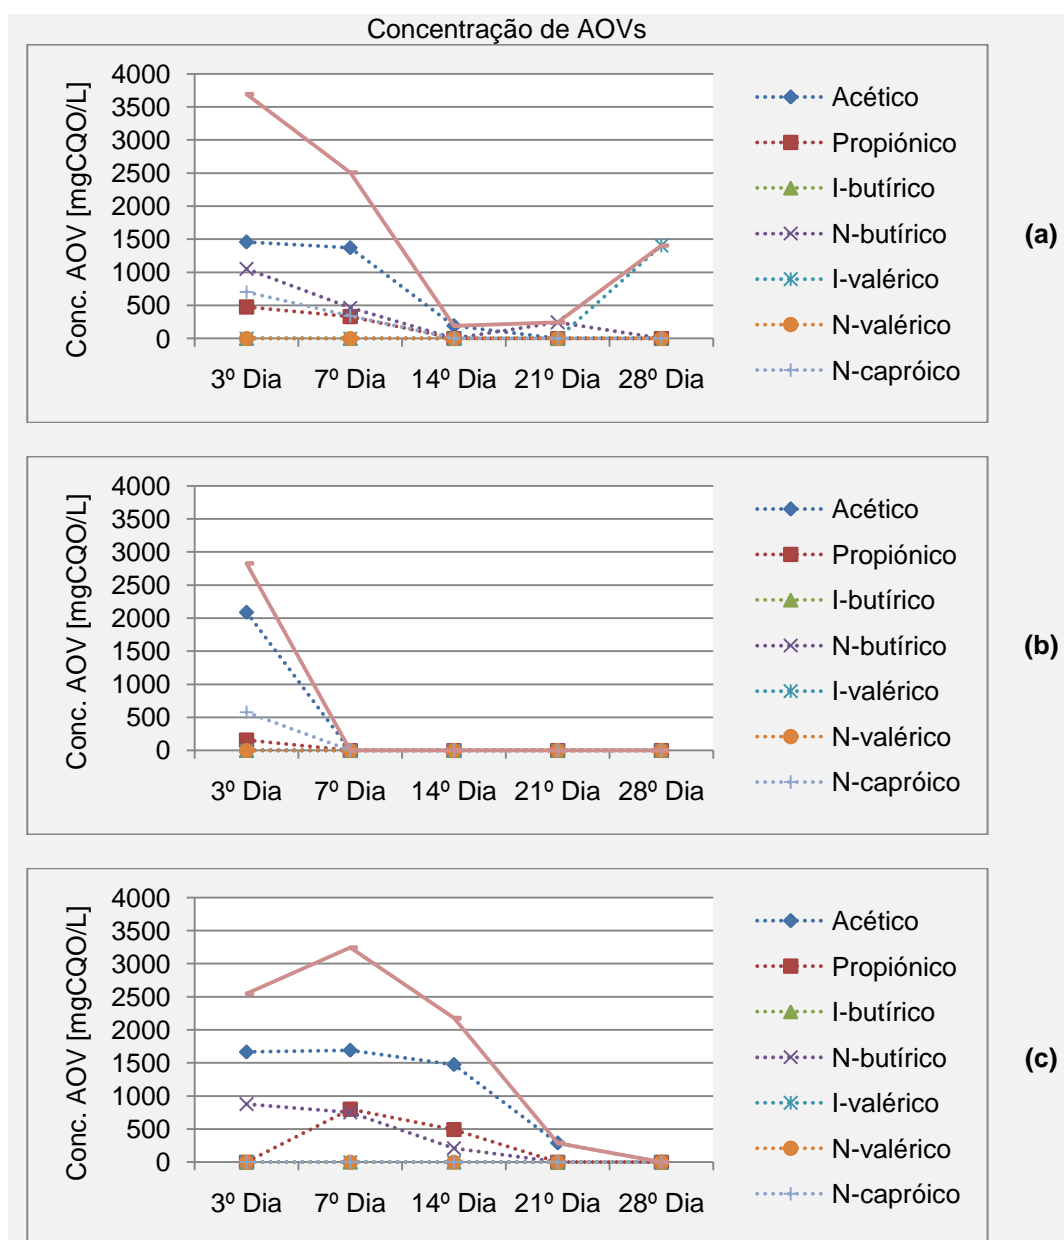 Concentração de AOVs
Conc. AOV [mgCQO/L]
4000
3500
3000
2500
2000
1500
1000
500
0
3º Dia 7º Dia 14º Dia 21º Dia 28º Dia
Acético
Propiónico
I-butírico
N-butírico
I-valérico
N-valérico
N-capróico
(a)
Conc. AOV [mgCQO/L]
4000
3500
3000
2500
2000
1500
1000
500
0
3º Dia 7º Dia 14º Dia 21º Dia 28º Dia
Acético
Propiónico
I-butírico
N-butírico
I-valérico
N-valérico
N-capróico
(b)
Conc. AOV [mgCQO/L]
4000
3500
3000
2500
2000
1500
1000
500
0
3º Dia 7º Dia 14º Dia 21º Dia 28º Dia
Acético
Propiónico
I-butírico
N-butírico
I-valérico
N-valérico
N-capróico
(c)